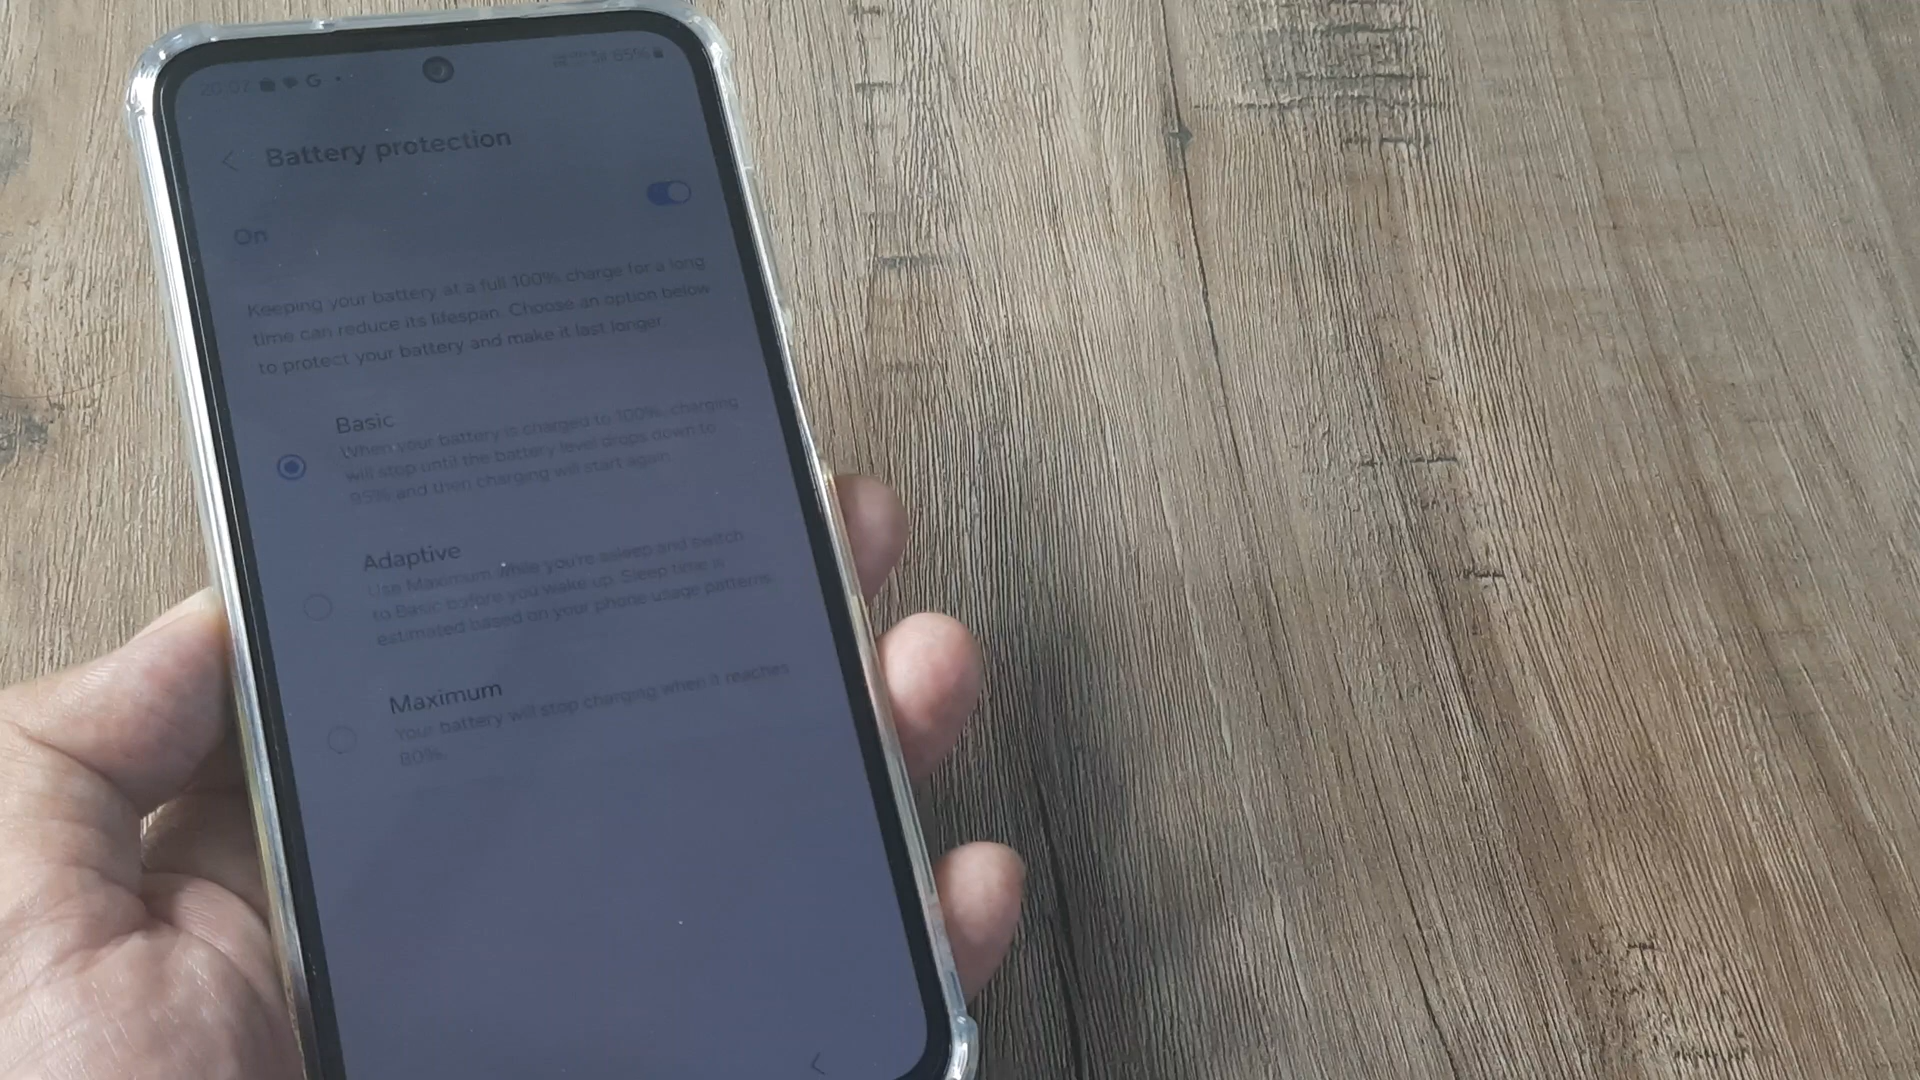 20:02 G
65%
Battery protection
On
Keeping your battery at a full 100% charge for a long
time can reduce its lifespan. Choose an option below
to protect your battery and make it last longer.
Basic
When your battery is charged to 100%, charging
will stop until the battery level drops down to
95% and then charging will start again.
Adaptive
Use Maximum while you're asleep and switch
to Basic before you wake up. Sleep time is
estimated based on your phone usage patterns.
Maximum
Your battery will stop charging when it reaches
80%.